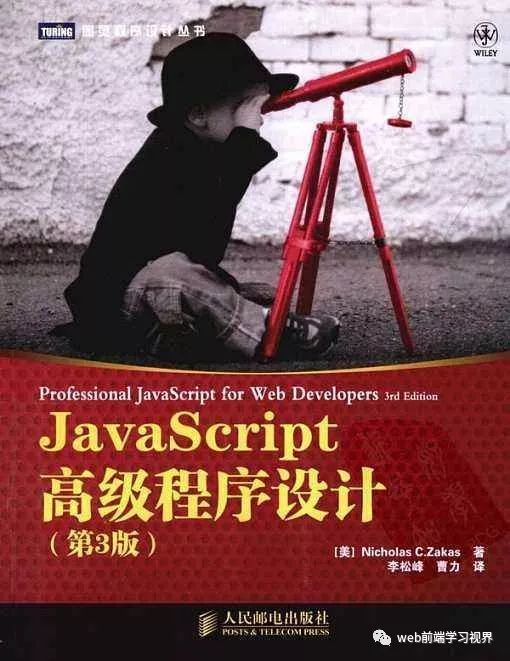 TURING 图灵程序设计丛书
WILEY
Professional JavaScript for Web Developers 3rd Edition
JavaScript
高级程序设计
（第3版）
[美] Nicholas C.Zakas 著
李松峰 曹力 译
人民邮电出版社
POSTS & TELECOM PRESS
web前端学习视界